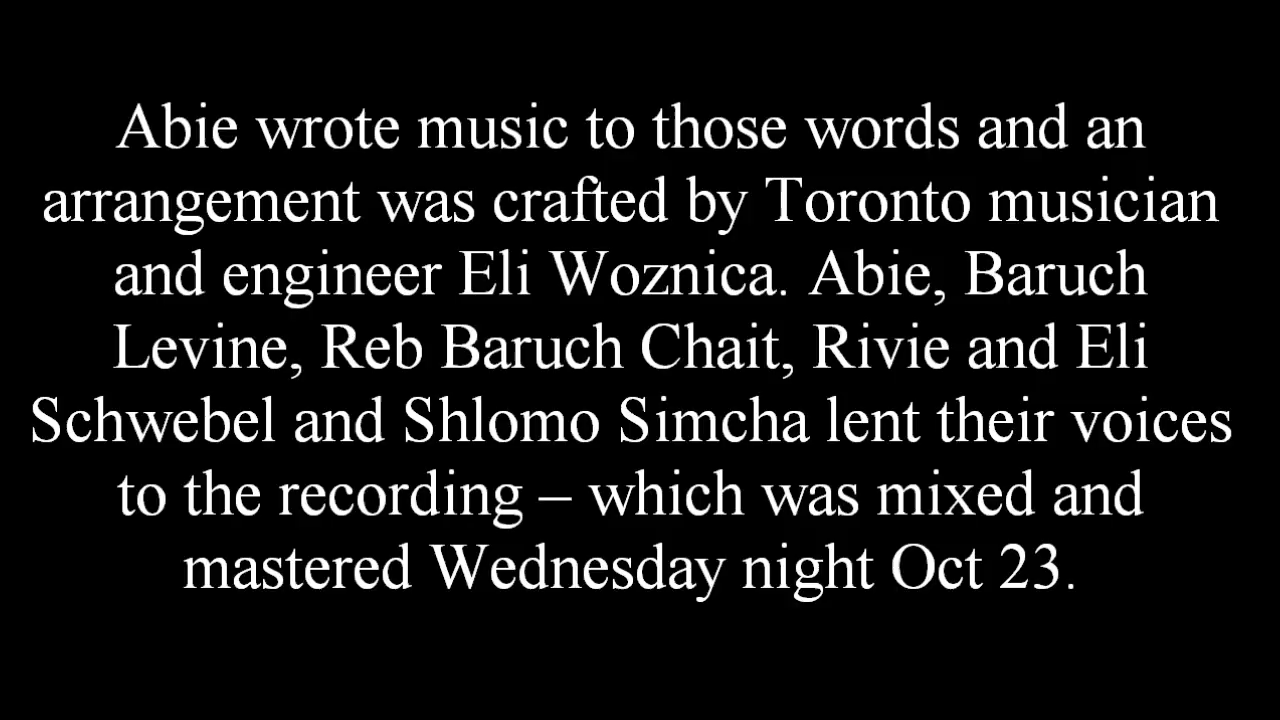 Abie wrote music to those words and an
arrangement was crafted by Toronto musician
and engineer Eli Woznica. Abie, Baruch
Levine, Reb Baruch Chait, Rivie and Eli
Schwebel and Shlomo Simcha lent their voices
to the recording – which was mixed and
mastered Wednesday night Oct 23.